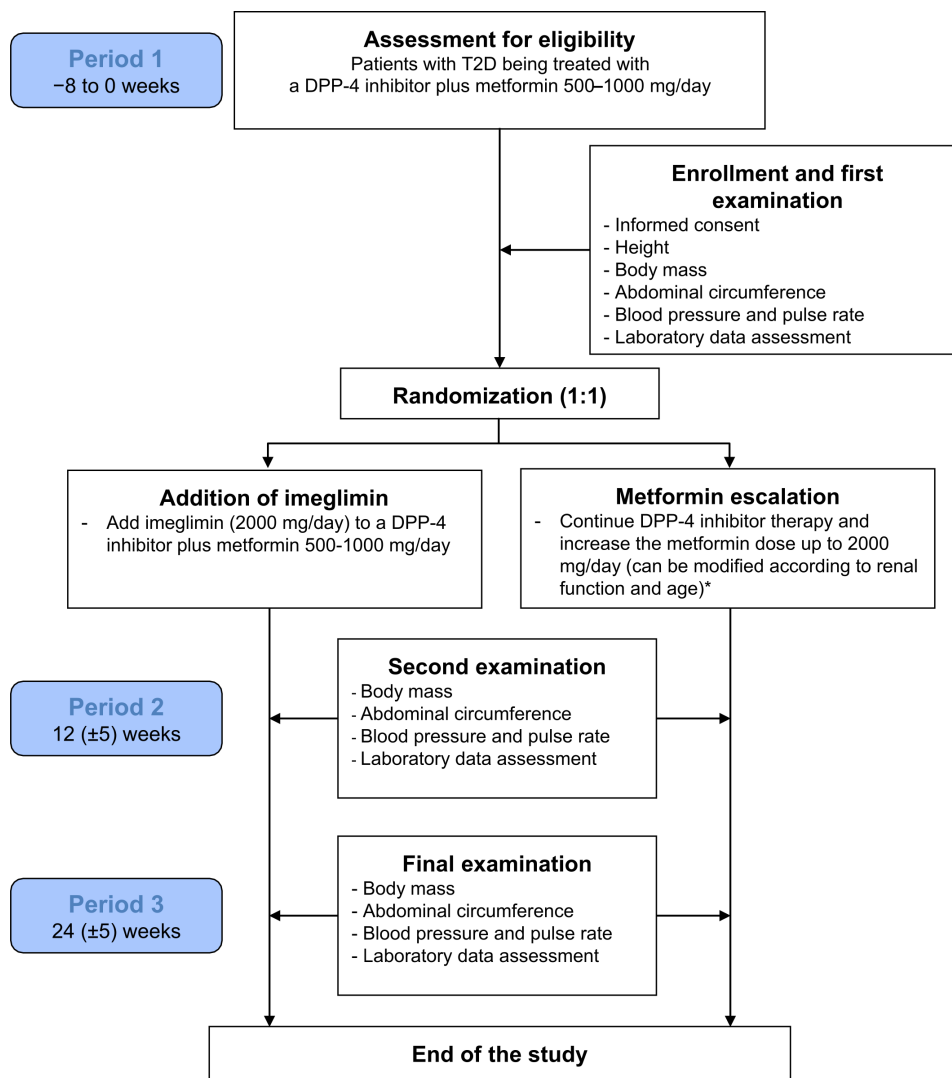 Period 1
−8 to 0 weeks
Assessment for eligibility
Patients with T2D being treated with
a DPP-4 inhibitor plus metformin 500–1000 mg/day
Enrollment and first
examination
- Informed consent
- Height
- Body mass
- Abdominal circumference
- Blood pressure and pulse rate
- Laboratory data assessment
Randomization (1:1)
Addition of imeglimin
- Add imeglimin (2000 mg/day) to a DPP-4
inhibitor plus metformin 500-1000 mg/day
Metformin escalation
- Continue DPP-4 inhibitor therapy and
increase the metformin dose up to 2000
mg/day (can be modified according to renal
function and age)*
Period 2
12 (±5) weeks
Second examination
- Body mass
- Abdominal circumference
- Blood pressure and pulse rate
- Laboratory data assessment
Period 3
24 (±5) weeks
Final examination
- Body mass
- Abdominal circumference
- Blood pressure and pulse rate
- Laboratory data assessment
End of the study